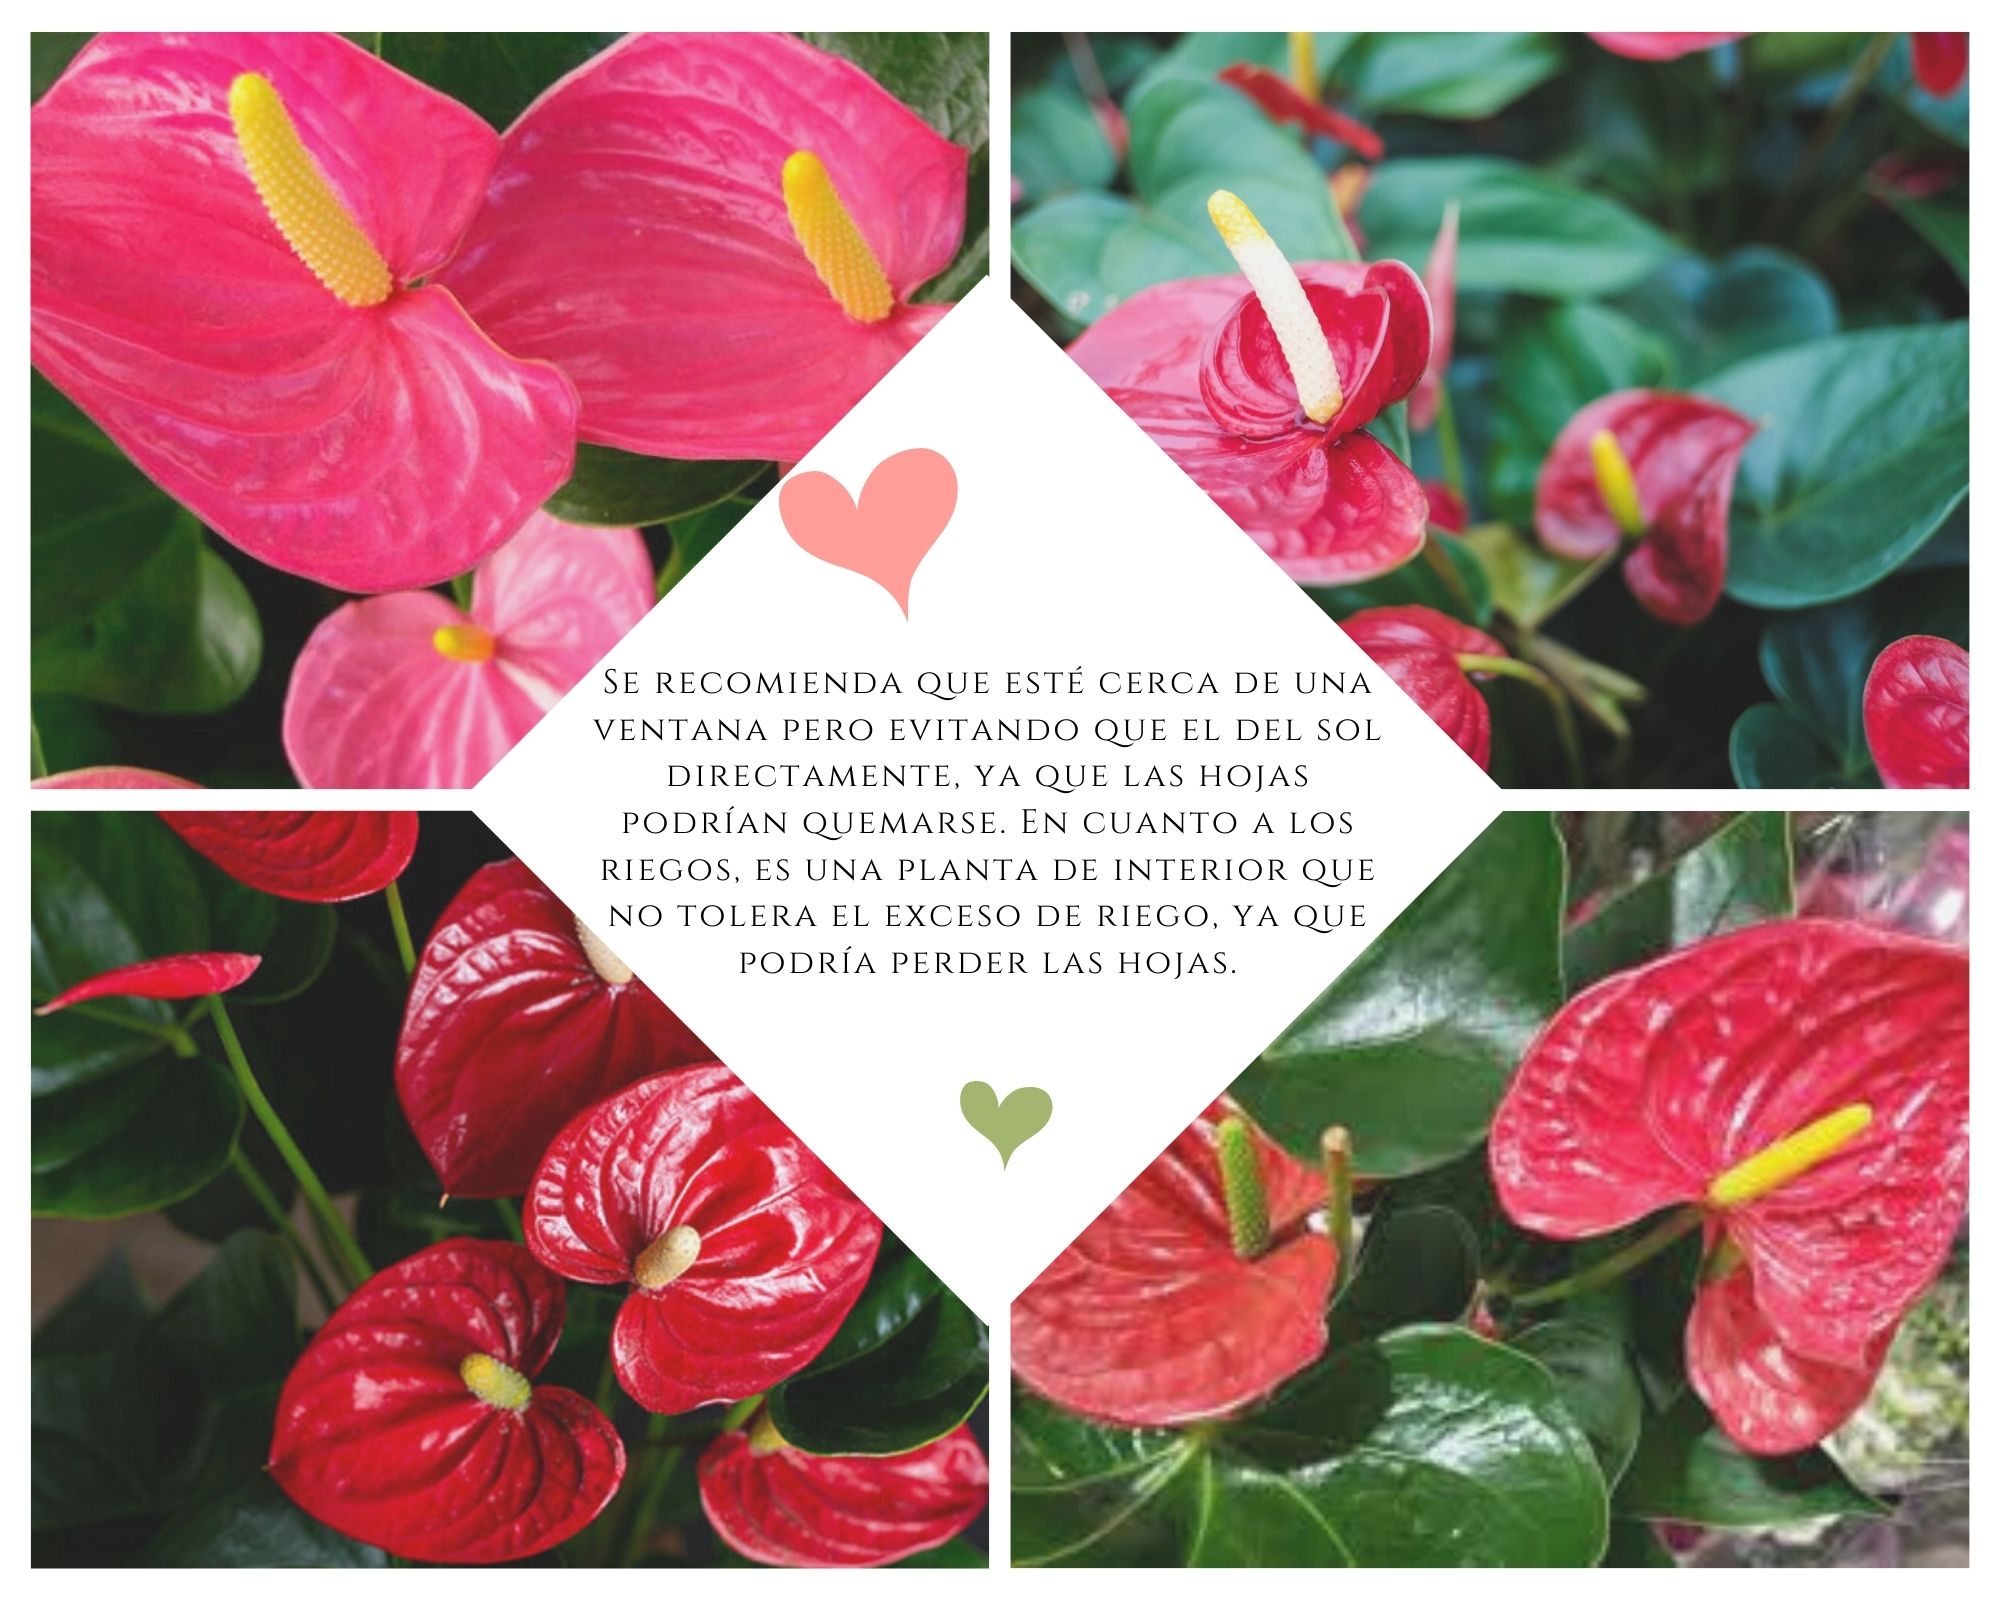 Se recomienda que esté cerca de una
ventana pero evitando que el del sol
directamente, ya que las hojas
podrían quemarse. En cuanto a los
riegos, es una planta de interior que
no tolera el exceso de riego, ya que
podría perder las hojas.